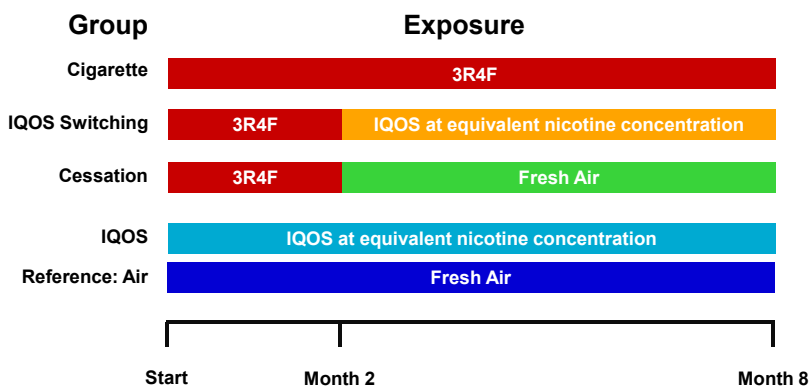 Group Exposure
Cigarette 3R4F
IQOS Switching 3R4F IQOS at equivalent nicotine concentration
Cessation 3R4F Fresh Air
IQOS IQOS at equivalent nicotine concentration
Reference: Air Fresh Air
Start Month 2 Month 8